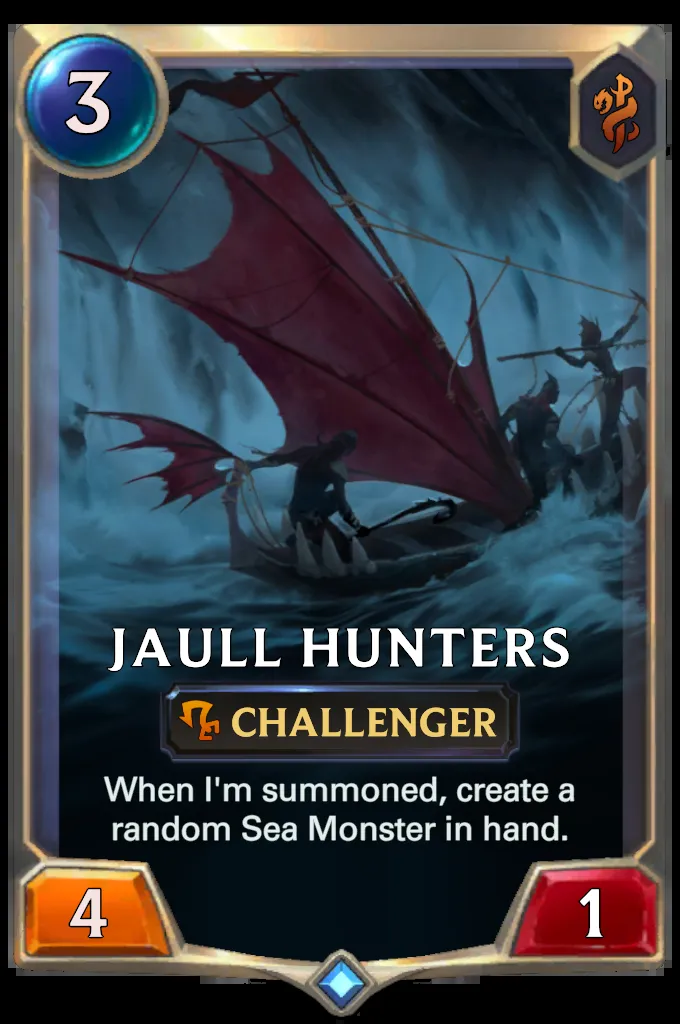 3
JAULL HUNTERS
CHALLENGER
When I'm summoned, create a
random Sea Monster in hand.
4
1